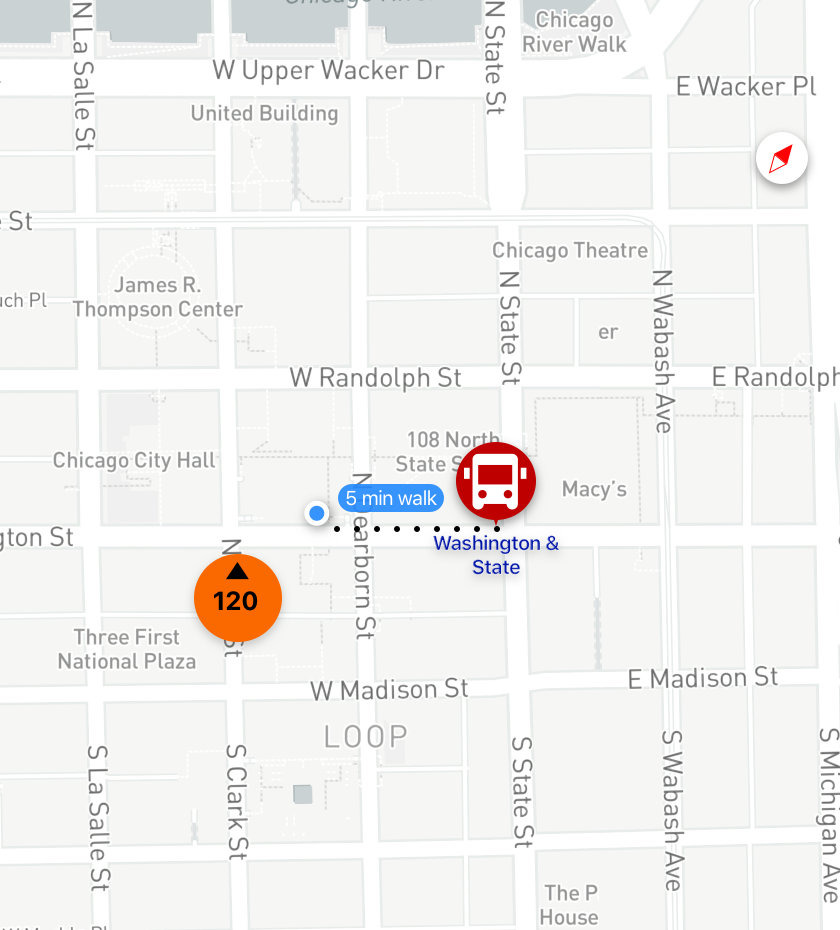 N La Salle St
N State St
Chicago
River Walk
W Upper Wacker Dr
E Wacker Pl
United Building
St
Chicago Theatre
James R.
Thompson Center
uch Pl
N State St
N Wabash Ave
er
W Randolph St
E Randolph
108 North
State
Chicago City Hall
Macy's
5 min walk
gton St
Washington &
State
N
St
120
Dearborn St
Three First
National Plaza
W Madison St
E Madison St
LOOP
S La Salle St
S Clark St
S State St
S Wabash Ave
S Michigan Ave
The P
House